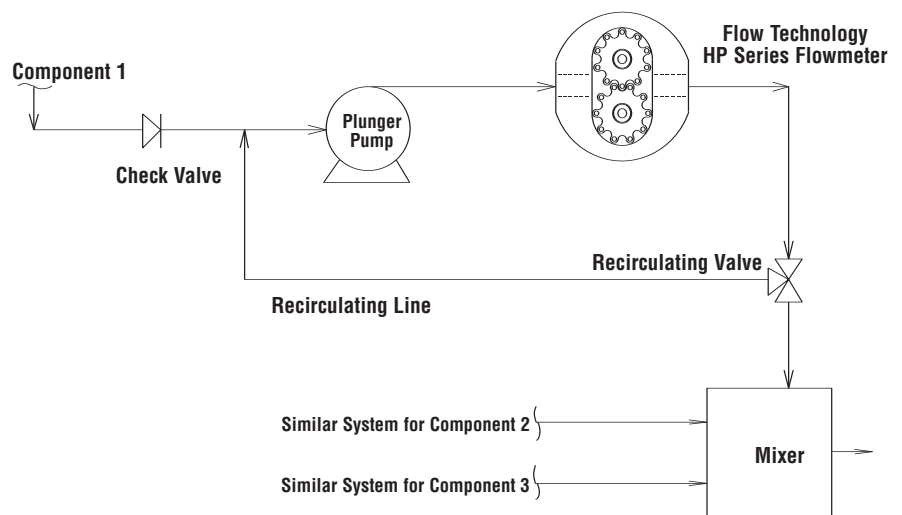 Flow Technology
HP Series Flowmeter
Component 1
Plunger
Pump
Check Valve
Recirculating Valve
Recirculating Line
Similar System for Component 2
Mixer
Similar System for Component 3